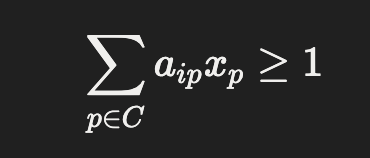 ∑_{p∈C} a_{ip} x_p ≥ 1